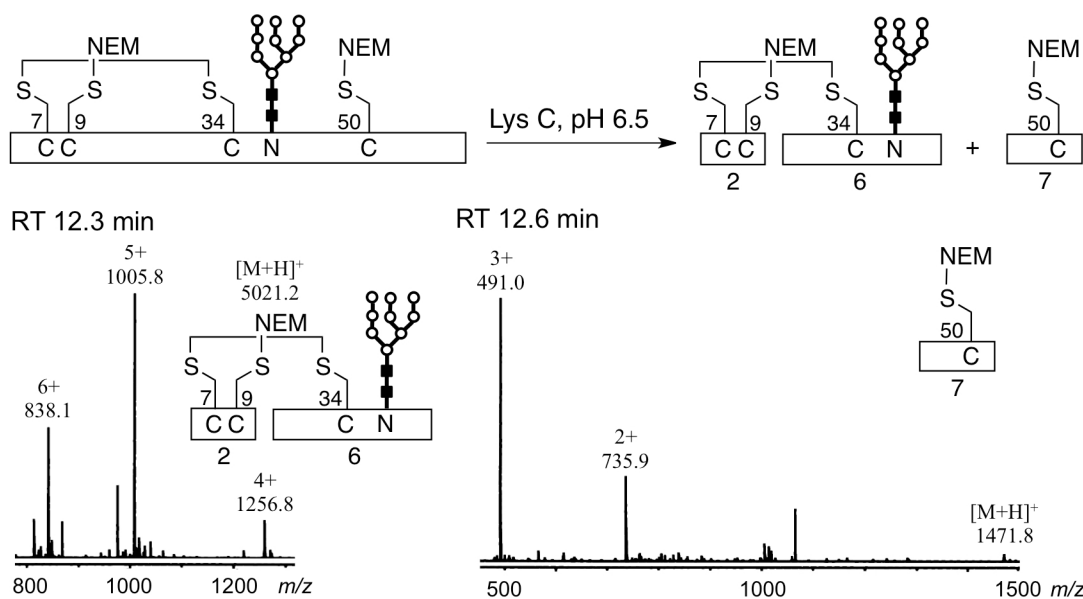 NEM NEM
S S S S
7 9 34 50
C C C N C
Lys C, pH 6.5
NEM NEM
S S S S
7 9 34 50
C C C N + C
2 6 7
RT 12.3 min
5+
1005.8
[M+H]+
5021.2
NEM
S S S
6+
838.1
7 9 34
C C C N
2 6
4+
1256.8
800 1000 1200 m/z
RT 12.6 min
3+
491.0
NEM
S
50
C
7
2+
735.9
[M+H]+
1471.8
500 1000 1500 m/z